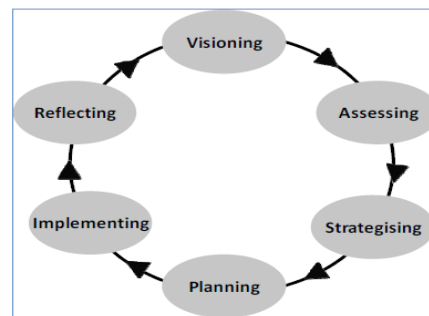 Visioning
Assessing
Strategising
Planning
Implementing
Reflecting